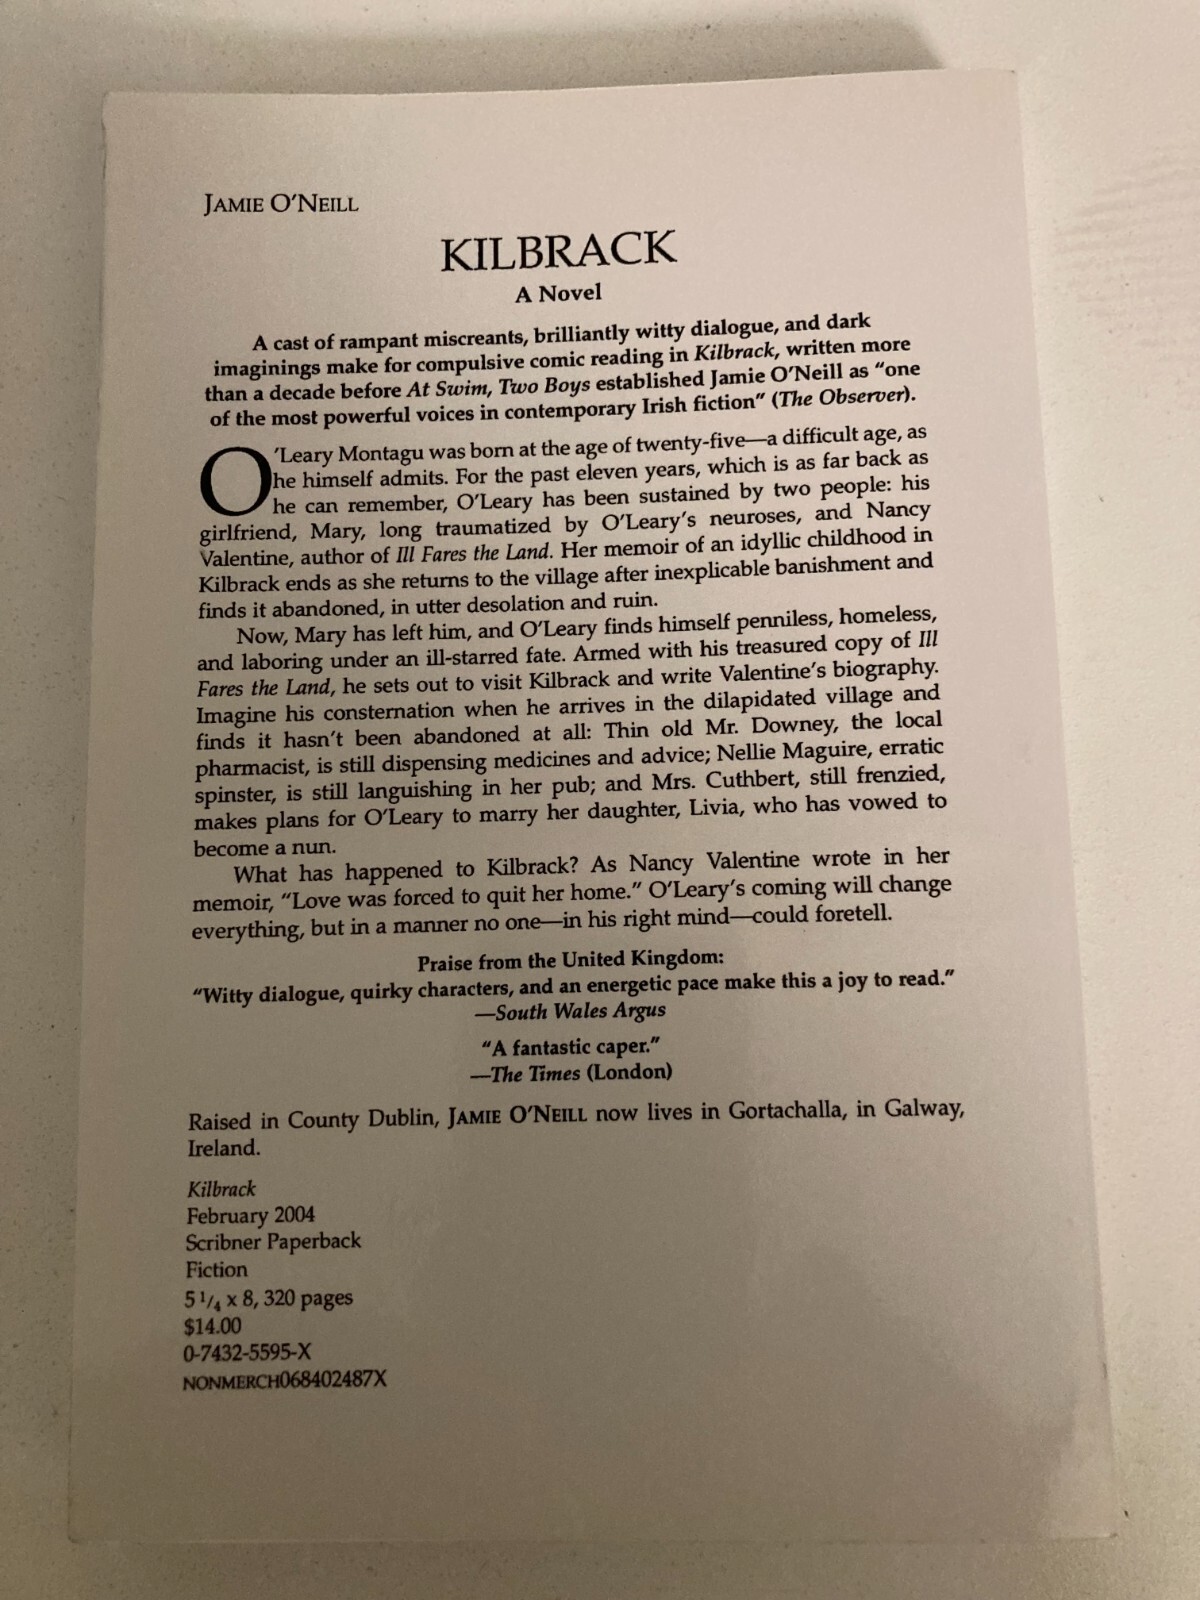 JAMIE O'NEILL
KILBRACK
A Novel
A cast of rampant miscreants, brilliantly witty dialogue, and dark
imaginings make for compulsive comic reading in Kilbrack, written more
than a decade before At Swim, Two Boys established Jamie O'Neill as “one
of the most powerful voices in contemporary Irish fiction” (The Observer).
O'Leary Montagu was born at the age of twenty-five—a difficult age, as
he himself admits. For the past eleven years, which is as far back as
he can remember, O'Leary has been sustained by two people: his
girlfriend, Mary, long traumatized by O'Leary's neuroses, and Nancy
Valentine, author of Ill Fares the Land. Her memoir of an idyllic childhood in
Kilbrack ends as she returns to the village after inexplicable banishment and
finds it abandoned, in utter desolation and ruin.
Now, Mary has left him, and O'Leary finds himself penniless, homeless,
and laboring under an ill-starred fate. Armed with his treasured copy of Ill
Fares the Land, he sets out to visit Kilbrack and write Valentine's biography.
Imagine his consternation when he arrives in the dilapidated village and
finds it hasn't been abandoned at all: Thin old Mr. Downey, the local
pharmacist, is still dispensing medicines and advice; Nellie Maguire, erratic
spinster, is still languishing in her pub; and Mrs. Cuthbert, still frenzied,
makes plans for O'Leary to marry her daughter, Livia, who has vowed to
become a nun.
What has happened to Kilbrack? As Nancy Valentine wrote in her
memoir, “Love was forced to quit her home.” O'Leary's coming will change
everything, but in a manner no one—in his right mind—could foretell.
Praise from the United Kingdom:
“Witty dialogue, quirky characters, and an energetic pace make this a joy to read.”
—South Wales Argus
“A fantastic caper.”
—The Times (London)
Raised in County Dublin, JAMIE O'NEILL now lives in Gortachalla, in Galway,
Ireland.
Kilbrack
February 2004
Scribner Paperback
Fiction
5 1/4 x 8, 320 pages
$14.00
0-7432-5595-X
NONMERCH068402487X